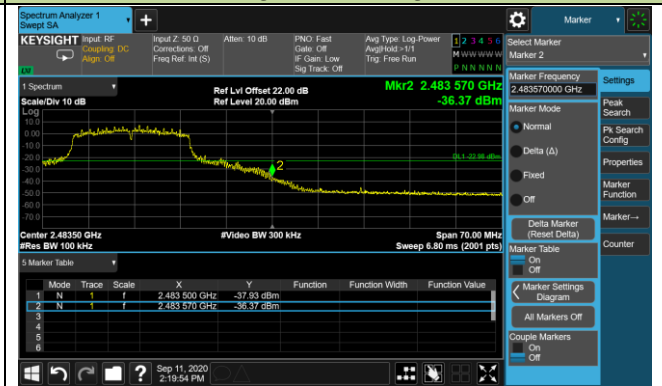 Spectrum Analyzer 1
Swept SA
+
Marker
KEYSIGHT Input: RF
Coupling: DC
Align: Off
Input Z: 50 Ω
Corrections: Off
Freq Ref: Int (S)
Atten: 10 dB
PNO: Fast
Gate: Off
IF Gain: Low
Sig Track: Off
Avg Type: Log-Power
Avg|Hold:>1/1
Trig: Free Run
1 2 3 4 5 6
M W W W W W
P N N N N N
LXI
Select Marker
Marker 2
1 Spectrum
Scale/Div 10 dB
Log
Ref Lvl Offset 22.00 dB
Ref Level 20.00 dBm
Mkr2 2.483 570 GHz
-36.37 dBm
10.0
0.00
-10.0
-20.0
-30.0
-40.0
-50.0
-60.0
-70.0
2
DL1 -22.98 dBm
Center 2.48350 GHz
#Res BW 100 kHz
#Video BW 300 kHz
Span 70.00 MHz
Sweep 6.80 ms (2001 pts)
5 Marker Table
Mode Trace Scale X Y Function Function Width Function Value
1 N 1 f 2.483 500 GHz -37.93 dBm
2 N 1 f 2.483 570 GHz -36.37 dBm
3
4
5
6
Marker Frequency
2.483570000 GHz
Marker Mode
Normal
Delta (Δ)
Fixed
Off
Delta Marker
(Reset Delta)
Marker Table
On
Off
Marker Settings
Diagram
All Markers Off
Couple Markers
On
Off
Settings
Peak
Search
Pk Search
Config
Properties
Marker
Function
Marker→
Counter
?
Sep 11, 2020
2:19:54 PM